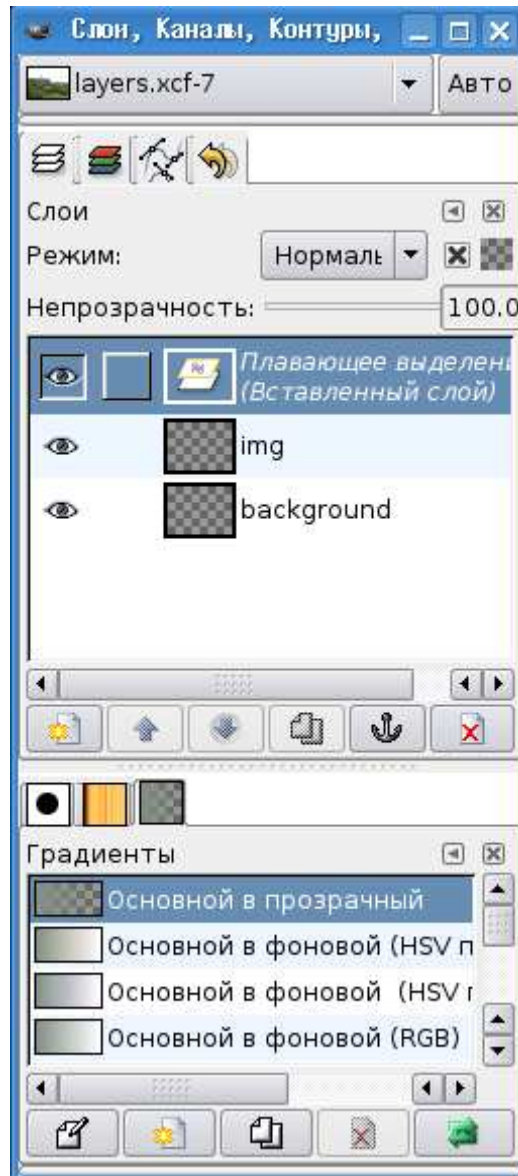 Слои, Каналы, Контуры,
layers.xcf-7
Авто
Слои
Режим: Нормаль
Непрозрачность: 100.0
Плавающее выделени
(Вставленный слой)
img
background
Градиенты
Основной в прозрачный
Основной в фоновой (HSV п
Основной в фоновой (HSV г
Основной в фоновой (RGB)